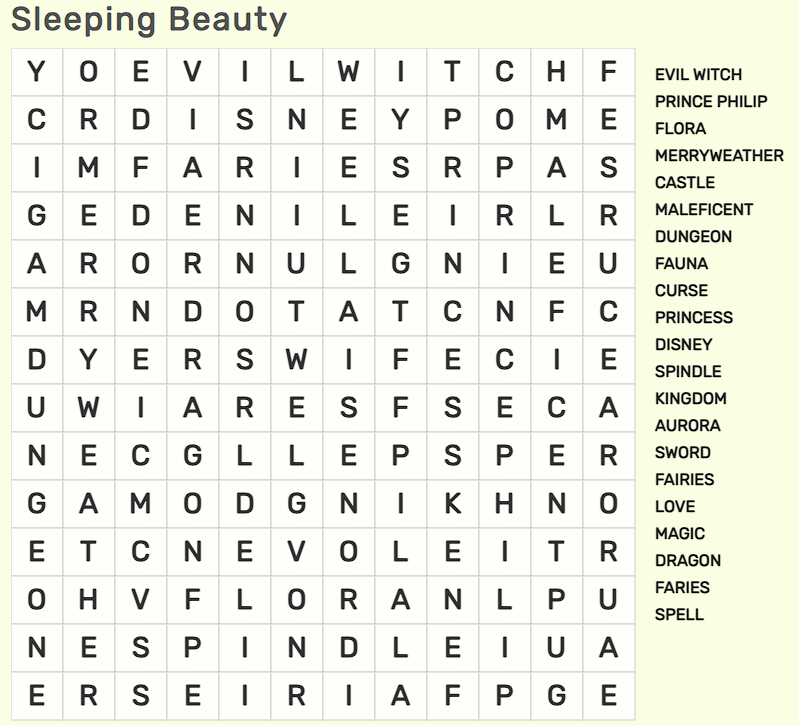 Sleeping Beauty
Y O E V I L W I T C H F
C R D I S N E Y P O M E
I M F A R I E S R P A S
G E D E N I L E I R L R
A R O R N U L G N I E U
M R N D O T A T C N F C
D Y E R S W I F E C I E
U W I A R E S F S E C A
N E C G L L E P S P E R
G A M O D G N I K H N O
E T C N E V O L E I T R
O H V F L O R A N L P U
N E S P I N D L E I U A
E R S E I R I A F P G E
EVIL WITCH
PRINCE PHILIP
FLORA
MERRYWEATHER
CASTLE
MALEFICENT
DUNGEON
FAUNA
CURSE
PRINCESS
DISNEY
SPINDLE
KINGDOM
AURORA
SWORD
FAIRIES
LOVE
MAGIC
DRAGON
FARIES
SPELL